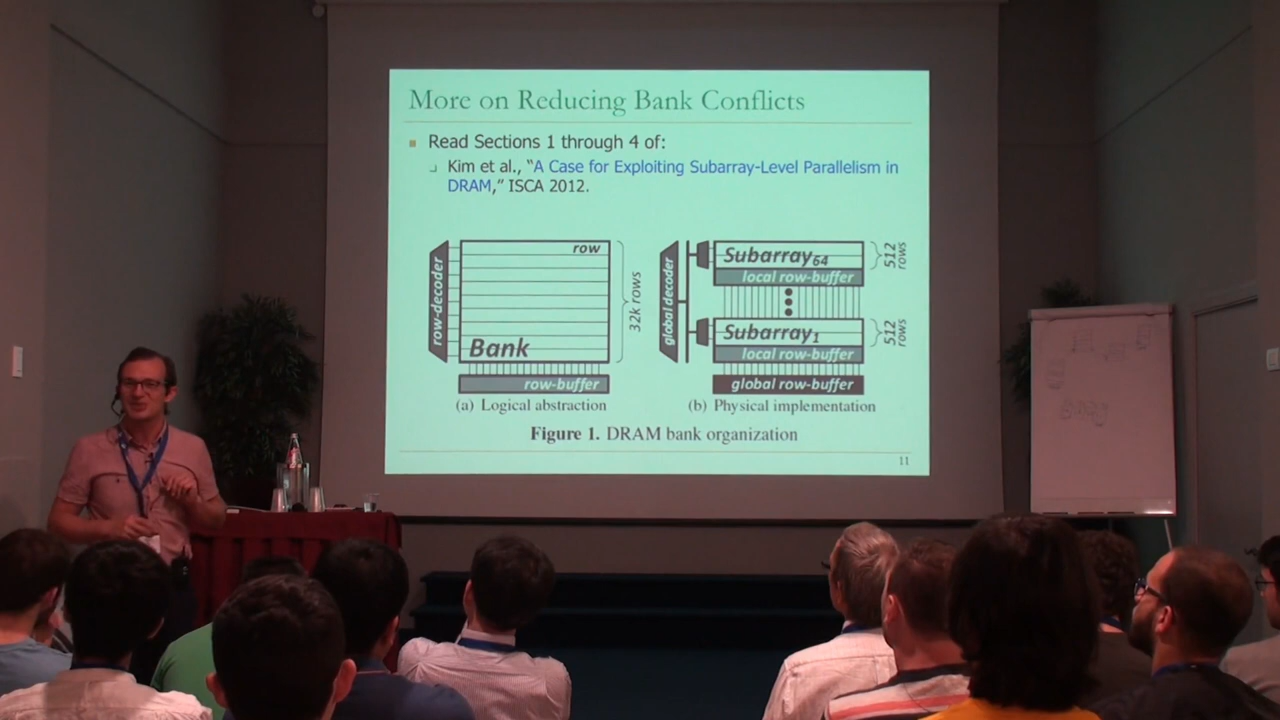 More on Reducing Bank Conflicts
Read Sections 1 through 4 of:
Kim et al., “A Case for Exploiting Subarray-Level Parallelism in
DRAM,” ISCA 2012.
row-decoder
row
Bank
row-buffer
32k rows
(a) Logical abstraction
global decoder
Subarray64
local row-buffer
512
rows
Subarray1
local row-buffer
512
rows
global row-buffer
(b) Physical implementation
Figure 1. DRAM bank organization
11